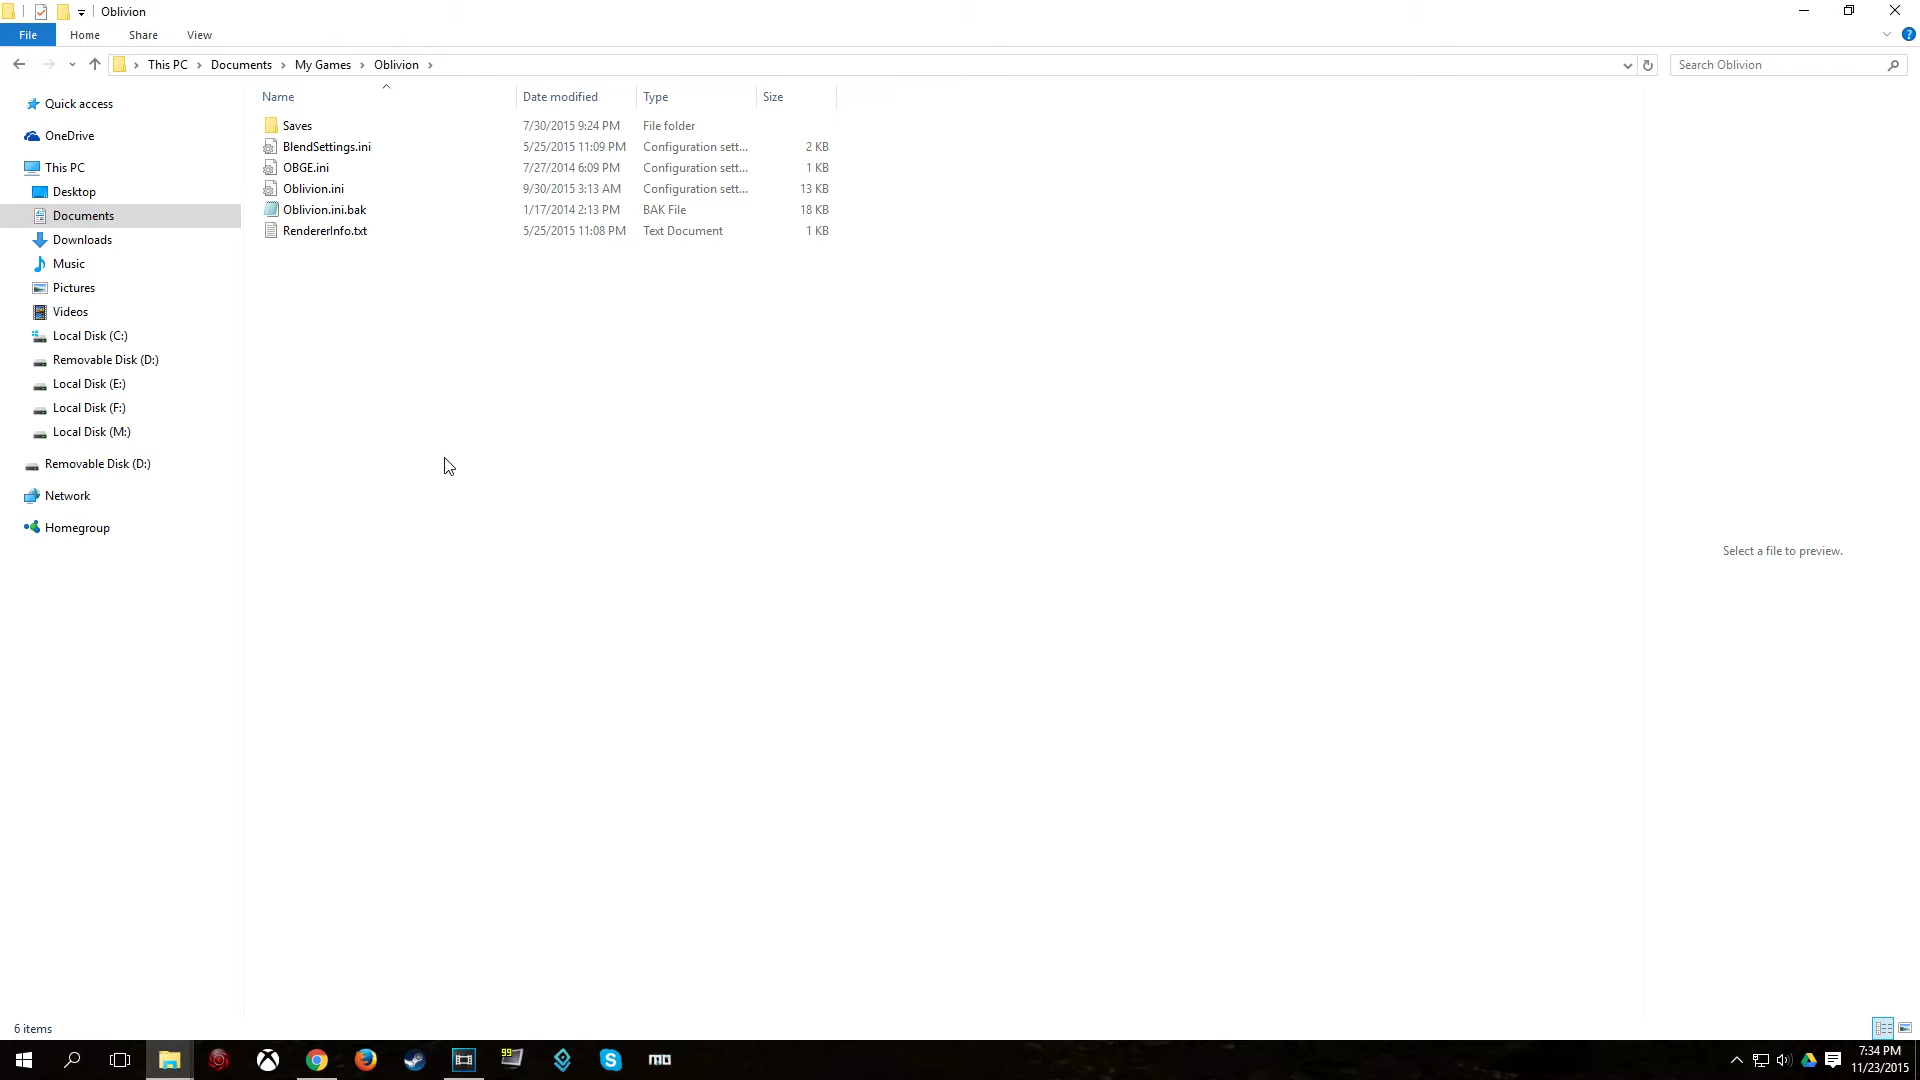 Oblivion
File Home Share View
This PC Documents My Games Oblivion Search Oblivion
Name Date modified Type Size
Quick access
OneDrive
This PC
Desktop
Documents
Downloads
Music
Pictures
Videos
Local Disk (C:)
Removable Disk (D:)
Local Disk (E:)
Local Disk (F:)
Local Disk (M:)
Removable Disk (D:)
Network
Homegroup
Saves 7/30/2015 9:24 PM File folder
BlendSettings.ini 5/25/2015 11:09 PM Configuration sett... 2 KB
OBGE.ini 7/27/2014 6:09 PM Configuration sett... 1 KB
Oblivion.ini 9/30/2015 3:13 AM Configuration sett... 13 KB
Oblivion.ini.bak 1/17/2014 2:13 PM BAK File 18 KB
RendererInfo.txt 5/25/2015 11:08 PM Text Document 1 KB
Select a file to preview.
6 items
99
MO
7:34 PM
11/23/2015